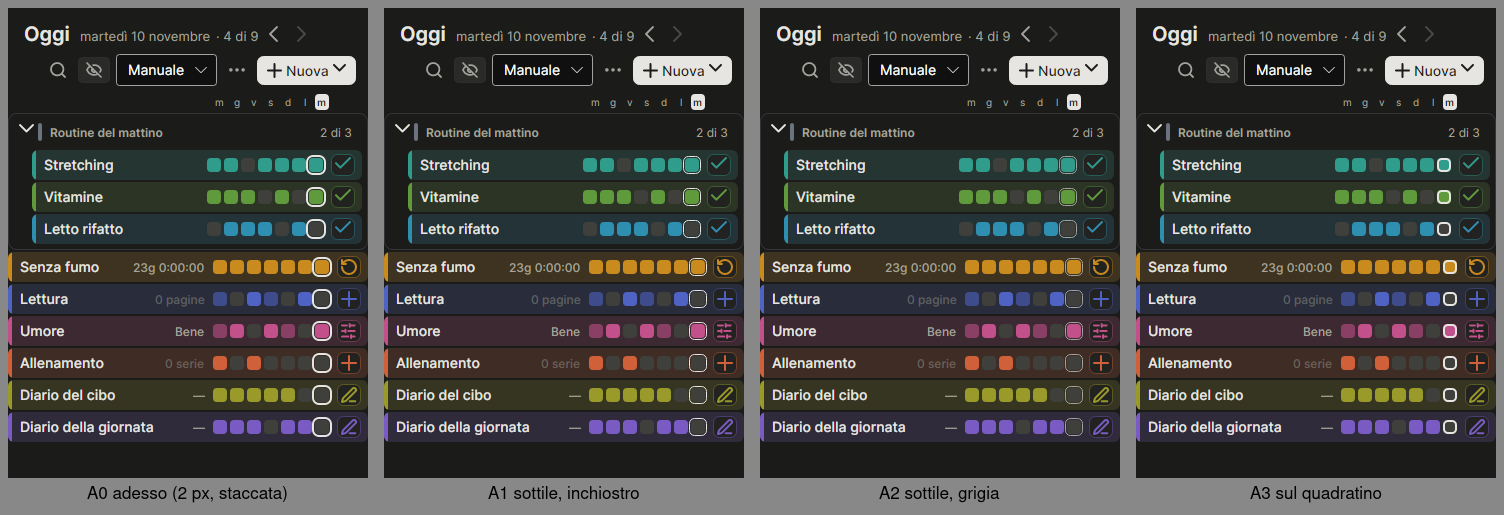 Oggi martedì 10 novembre · 4 di 9
Manuale ··· + Nuova
m g v s d l m
Routine del mattino 2 di 3
Stretching
Vitamine
Letto rifatto
Senza fumo 23g 0:00:00
Lettura 0 pagine
Umore Bene
Allenamento 0 serie
Diario del cibo —
Diario della giornata —
A0 adesso (2 px, staccata)
Oggi martedì 10 novembre · 4 di 9
Manuale ··· + Nuova
m g v s d l m
Routine del mattino 2 di 3
Stretching
Vitamine
Letto rifatto
Senza fumo 23g 0:00:00
Lettura 0 pagine
Umore Bene
Allenamento 0 serie
Diario del cibo —
Diario della giornata —
A1 sottile, inchiostro
Oggi martedì 10 novembre · 4 di 9
Manuale ··· + Nuova
m g v s d l m
Routine del mattino 2 di 3
Stretching
Vitamine
Letto rifatto
Senza fumo 23g 0:00:00
Lettura 0 pagine
Umore Bene
Allenamento 0 serie
Diario del cibo —
Diario della giornata —
A2 sottile, grigia
Oggi martedì 10 novembre · 4 di 9
Manuale ··· + Nuova
m g v s d l m
Routine del mattino 2 di 3
Stretching
Vitamine
Letto rifatto
Senza fumo 23g 0:00:00
Lettura 0 pagine
Umore Bene
Allenamento 0 serie
Diario del cibo —
Diario della giornata —
A3 sul quadratino